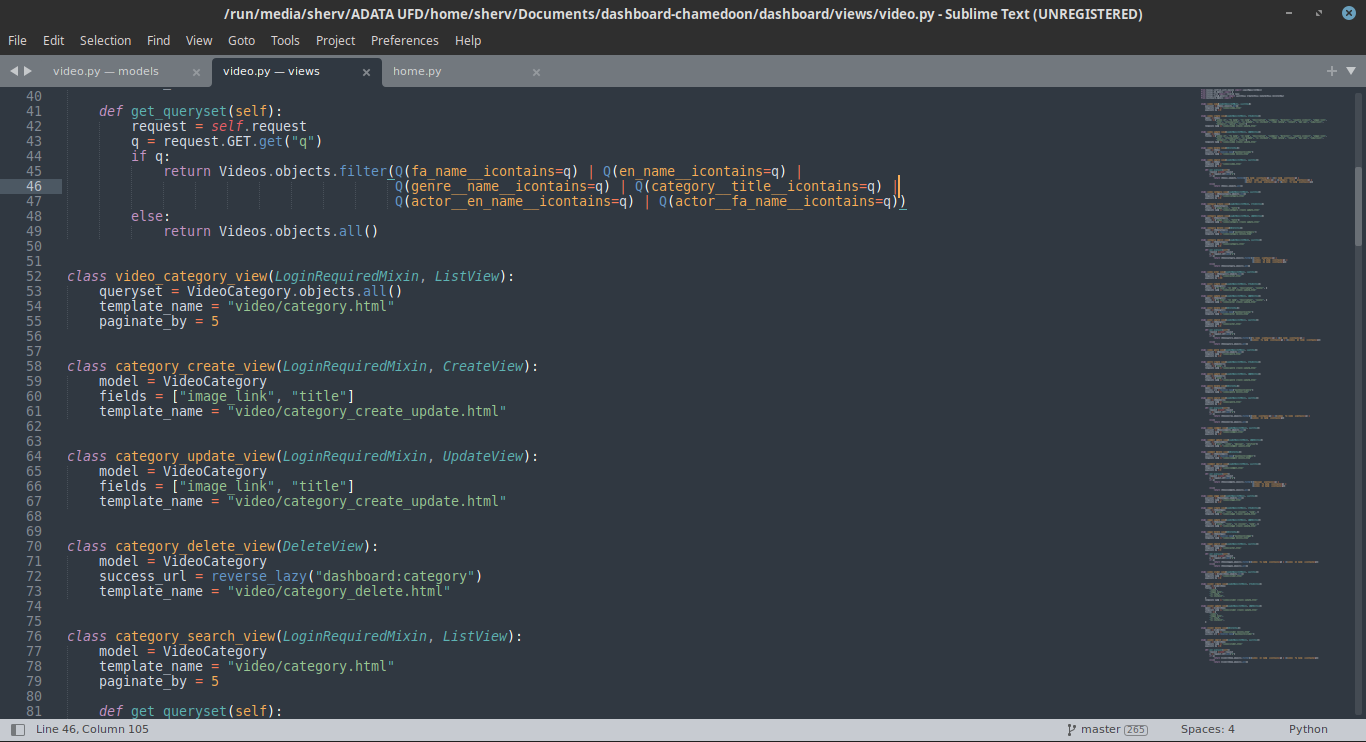 /run/media/sherv/ADATA UFD/home/sherv/Documents/dashboard-chamedoon/dashboard/views/video.py - Sublime Text (UNREGISTERED)
File Edit Selection Find View Goto Tools Project Preferences Help
video.py — models × video.py — views × home.py ×
40
41     def get_queryset(self):
42         request = self.request
43         q = request.GET.get("q")
44         if q:
45             return Videos.objects.filter(Q(fa_name__icontains=q) | Q(en_name__icontains=q) |
46                                          Q(genre__name__icontains=q) | Q(category__title__icontains=q) |
47                                          Q(actor__en_name__icontains=q) | Q(actor__fa_name__icontains=q))
48         else:
49             return Videos.objects.all()
50
51
52 class video_category_view(LoginRequiredMixin, ListView):
53     queryset = VideoCategory.objects.all()
54     template_name = "video/category.html"
55     paginate_by = 5
56
57
58 class category_create_view(LoginRequiredMixin, CreateView):
59     model = VideoCategory
60     fields = ["image_link", "title"]
61     template_name = "video/category_create_update.html"
62
63
64 class category_update_view(LoginRequiredMixin, UpdateView):
65     model = VideoCategory
66     fields = ["image_link", "title"]
67     template_name = "video/category_create_update.html"
68
69
70 class category_delete_view(DeleteView):
71     model = VideoCategory
72     success_url = reverse_lazy("dashboard:category")
73     template_name = "video/category_delete.html"
74
75
76 class category_search_view(LoginRequiredMixin, ListView):
77     model = VideoCategory
78     template_name = "video/category.html"
79     paginate_by = 5
80
81     def get_queryset(self):
Line 46, Column 105 master 265 Spaces: 4 Python